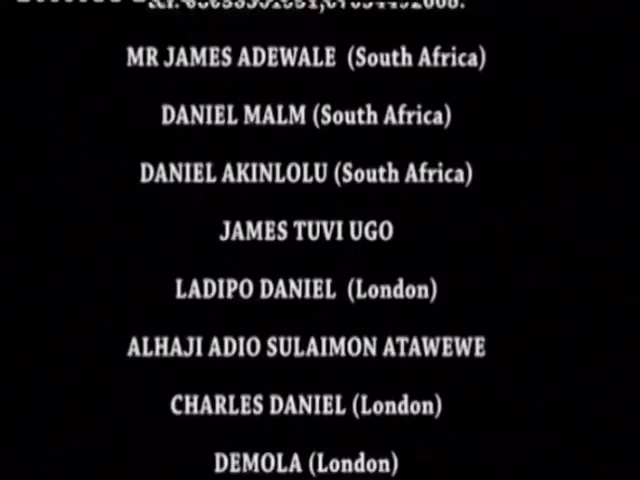 MR JAMES ADEWALE (South Africa)
DANIEL MALM (South Africa)
DANIEL AKINLOLU (South Africa)
JAMES TUVI UGO
LADIPO DANIEL (London)
ALHAJI ADIO SULAIMON ATAWEWE
CHARLES DANIEL (London)
DEMOLA (London)